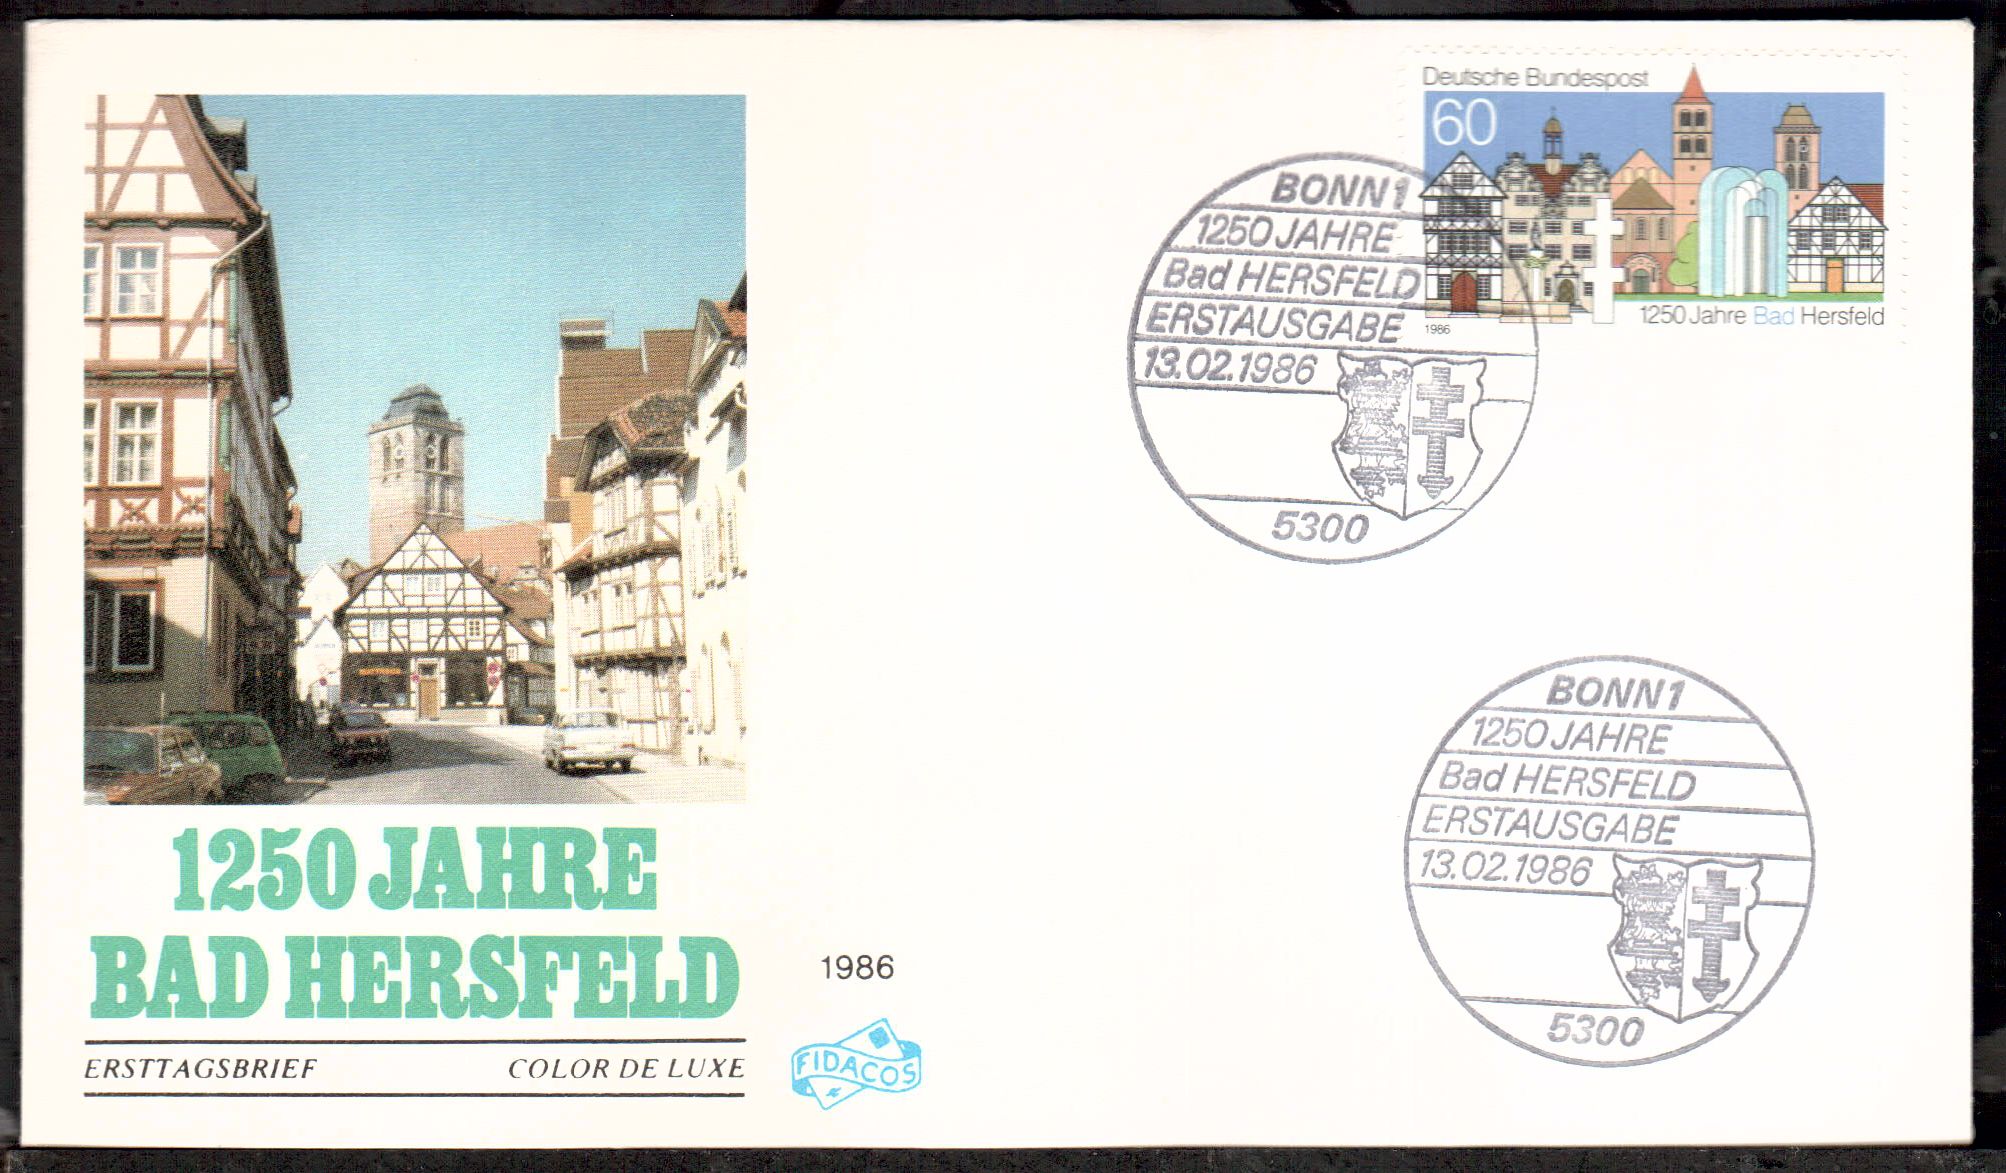 Deutsche Bundespost
60
1986
1250 Jahre Bad Hersfeld
BONN 1
1250 JAHRE
Bad HERSFELD
ERSTAUSGABE
13.02.1986
5300
BONN 1
1250 JAHRE
Bad HERSFELD
ERSTAUSGABE
13.02.1986
5300
1250 JAHRE
BAD HERSFELD
1986
ERSTTAGSBRIEF COLOR DE LUXE
FIDACOS